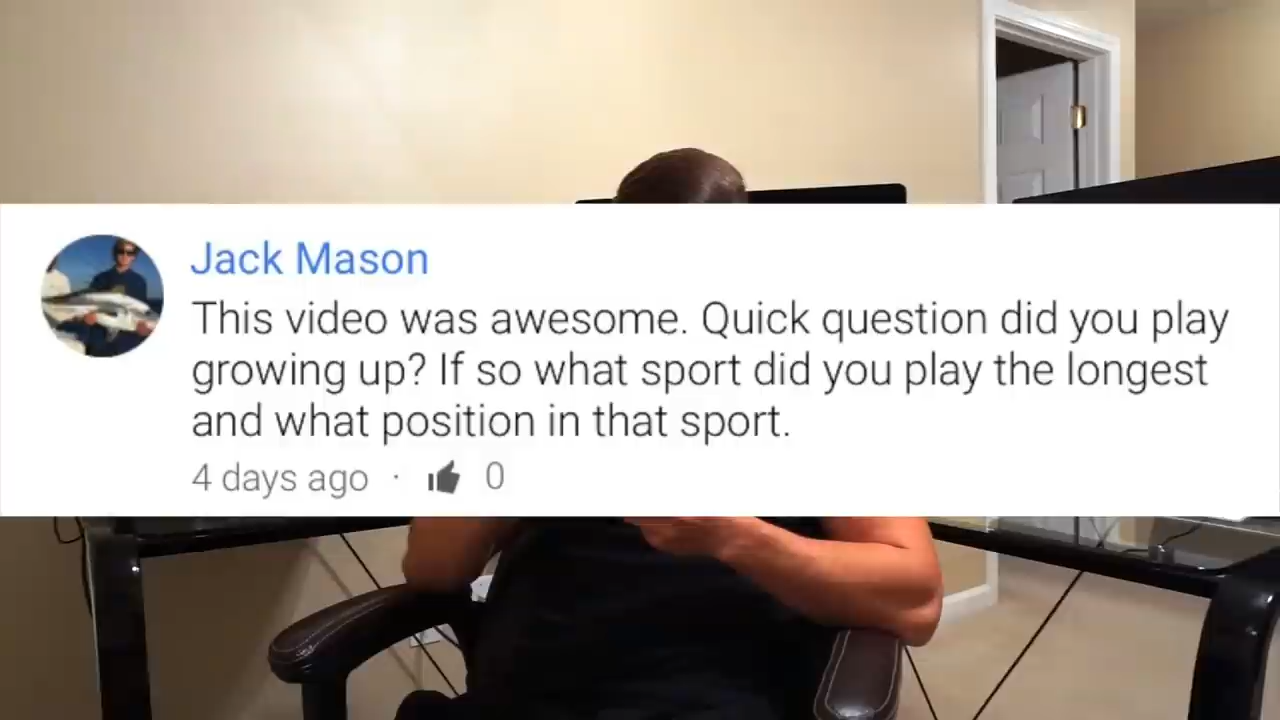 Jack Mason
This video was awesome. Quick question did you play
growing up? If so what sport did you play the longest
and what position in that sport.
4 days ago · 0